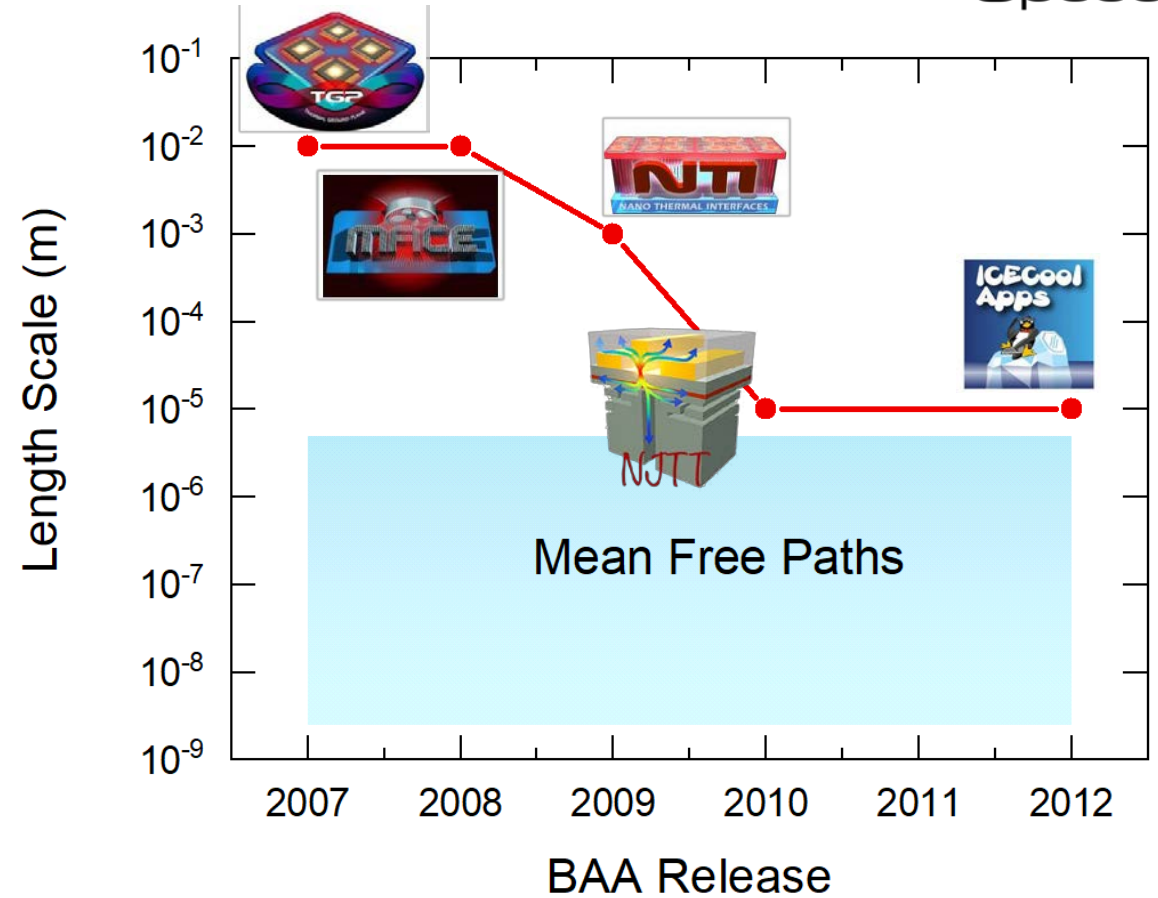 10-1
10-2
10-3
10-4
10-5
10-6
10-7
10-8
10-9
Length Scale (m)
TGP
MACE
NTI
NANO THERMAL INTERFACES
NJTT
ICECool
Apps
Mean Free Paths
2007 2008 2009 2010 2011 2012
BAA Release